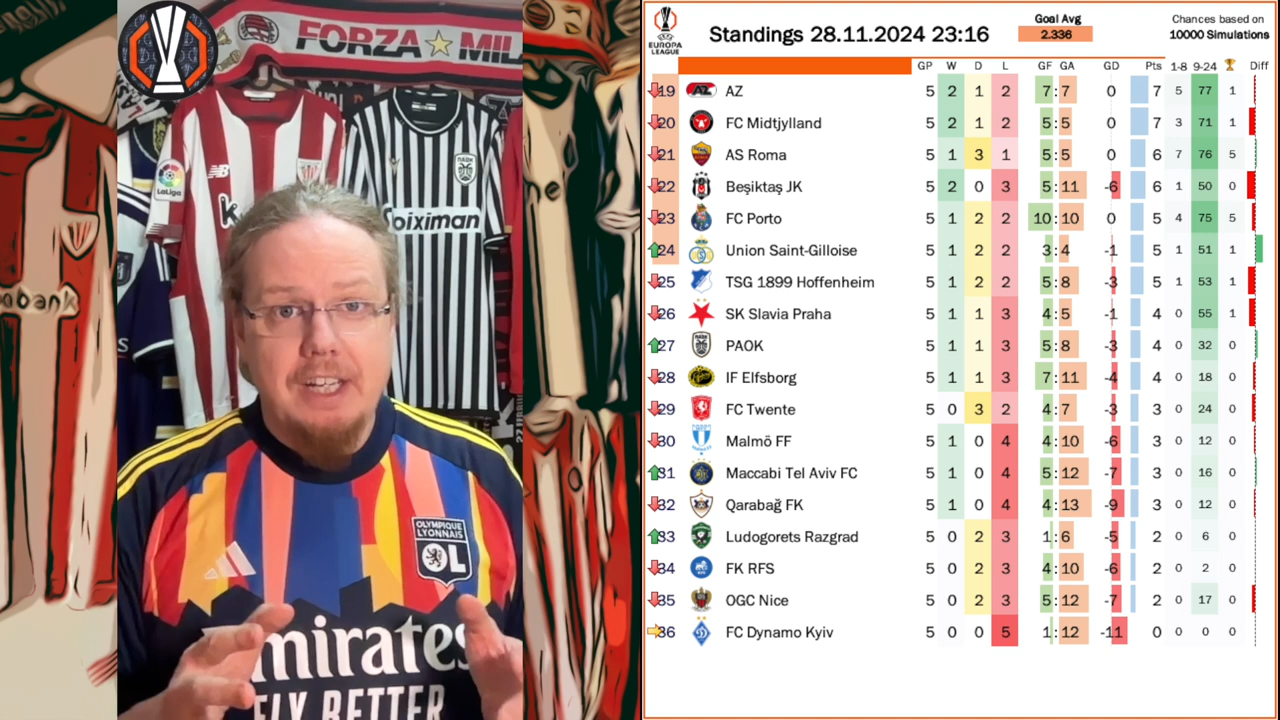 FORZA ☆ MIL
LaLiga
k
ПАОК
oiximan
obank
OLYMPIQUE
LYONNAIS
OL
mirates
FLY BETTER
EUROPA
LEAGUE
Standings 28.11.2024 23:16
Goal Avg
2.336
Chances based on
10000 Simulations
GP W D L GF GA GD Pts 1-8 9-24 Diff
19 AZ AZ 5 2 1 2 7:7 0 7 5 77 1
20 FC Midtjylland 5 2 1 2 5:5 0 7 3 71 1
21 AS Roma 5 1 3 1 5:5 0 6 7 76 5
22 Beşiktaş JK 5 2 0 3 5:11 -6 6 1 50 0
23 FC Porto 5 1 2 2 10:10 0 5 4 75 5
24 Union Saint-Gilloise 5 1 2 2 3:4 -1 5 1 51 1
25 TSG 1899 Hoffenheim 5 1 2 2 5:8 -3 5 1 53 1
26 SK Slavia Praha 5 1 1 3 4:5 -1 4 0 55 1
27 PAOK 5 1 1 3 5:8 -3 4 0 32 0
28 IF Elfsborg 5 1 1 3 7:11 -4 4 0 18 0
29 FC Twente 5 0 3 2 4:7 -3 3 0 24 0
30 Malmö FF 5 1 0 4 4:10 -6 3 0 12 0
31 Maccabi Tel Aviv FC 5 1 0 4 5:12 -7 3 0 16 0
32 Qarabağ FK 5 1 0 4 4:13 -9 3 0 12 0
33 Ludogorets Razgrad 5 0 2 3 1:6 -5 2 0 6 0
34 FK RFS 5 0 2 3 4:10 -6 2 0 2 0
35 OGC Nice 5 0 2 3 5:12 -7 2 0 17 0
36 FC Dynamo Kyiv 5 0 0 5 1:12 -11 0 0 0 0